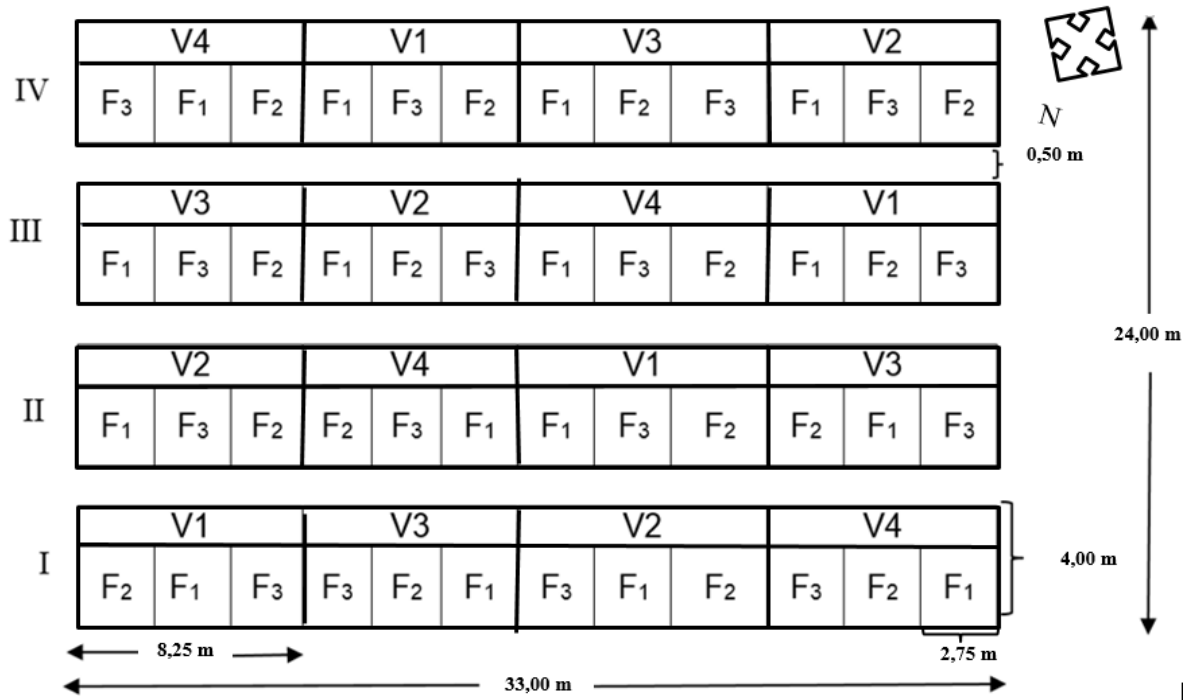 V4 V1 V3 V2
IV F3 F1 F2 F1 F3 F2 F1 F2 F3 F1 F3 F2
N
0,50 m
V3 V2 V4 V1
III F1 F3 F2 F1 F2 F3 F1 F3 F2 F1 F2 F3
24,00 m
V2 V4 V1 V3
II F1 F3 F2 F2 F3 F1 F1 F3 F2 F2 F1 F3
V1 V3 V2 V4
I F2 F1 F3 F3 F2 F1 F3 F1 F2 F3 F2 F1
4,00 m
8,25 m
2,75 m
33,00 m